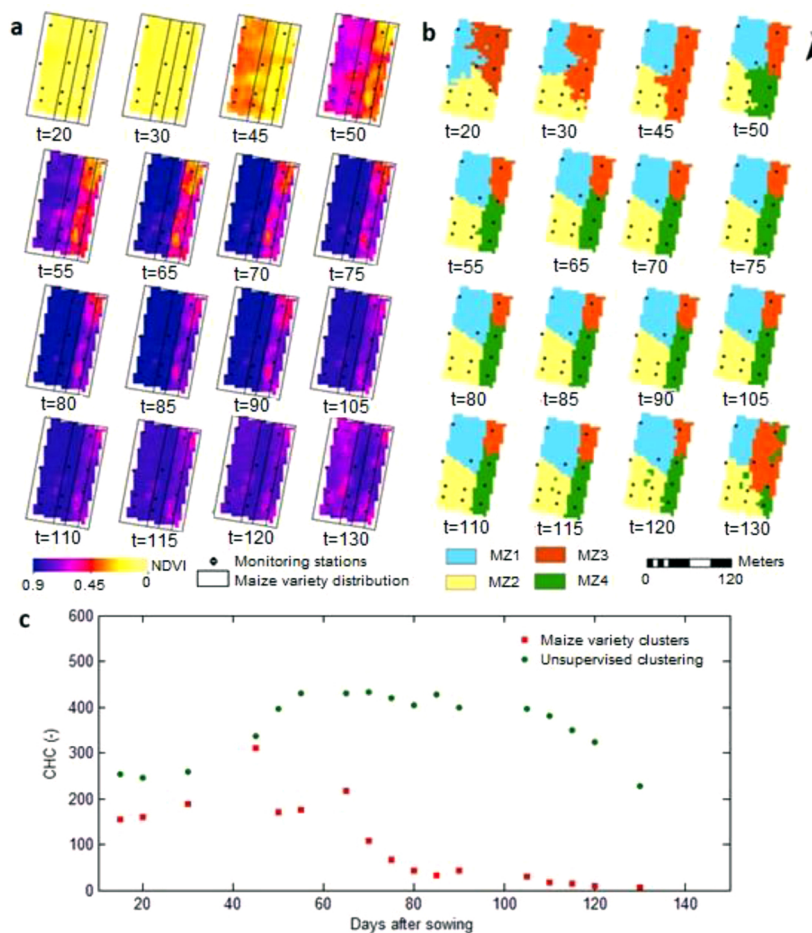 a
t=20 t=30 t=45 t=50
t=55 t=65 t=70 t=75
t=80 t=85 t=90 t=105
t=110 t=115 t=120 t=130
NDVI
0.9 0.45 0
Monitoring stations
Maize variety distribution
b
t=20 t=30 t=45 t=50
t=55 t=65 t=70 t=75
t=80 t=85 t=90 t=105
t=110 t=115 t=120 t=130
MZ1 MZ3
MZ2 MZ4
Meters
0 120
c
600
500
400
300
200
100
0
CHC (-)
Maize variety clusters
Unsupervised clustering
20 40 60 80 100 120 140
Days after sowing